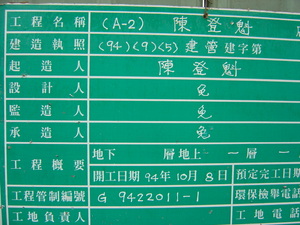 工程名稱 (A-2) 陳登魁
建造執照 (94)(9)(5)建管建字第
起造人 陳登魁
設計人 免
監造人 免
承造人 免
工程概要 地下 層地上一層一
開工日期94年10月8日 預定完工日期
工程管制編號 G9422011-1 環保檢舉電話
工地負責人 工地電話